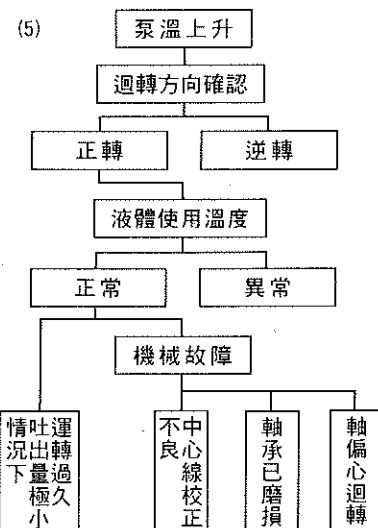 (5)
泵溫上升
迴轉方向確認
正轉
逆轉
液體使用溫度
正常
異常
機械故障
運轉過久
吐出量極小
情況下
中心線校正
不良
軸承已磨損
軸偏心迴轉